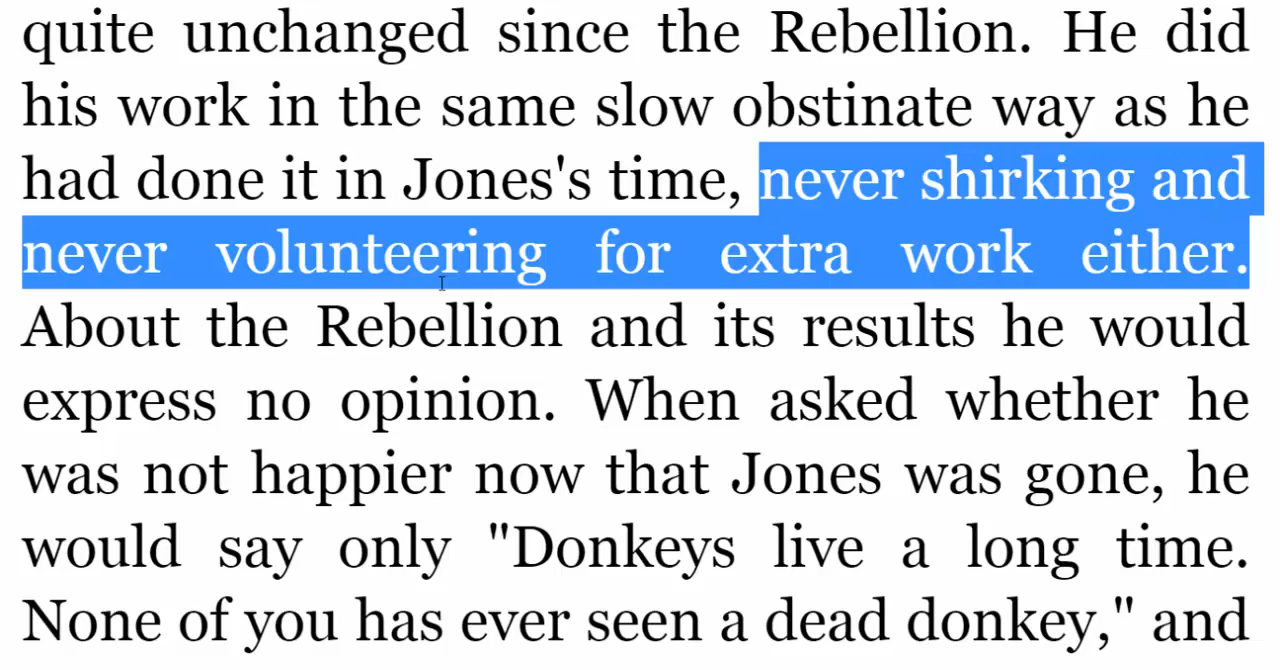 quite unchanged since the Rebellion. He did
his work in the same slow obstinate way as he
had done it in Jones's time, never shirking and
never volunteering for extra work either.
About the Rebellion and its results he would
express no opinion. When asked whether he
was not happier now that Jones was gone, he
would say only "Donkeys live a long time.
None of you has ever seen a dead donkey," and